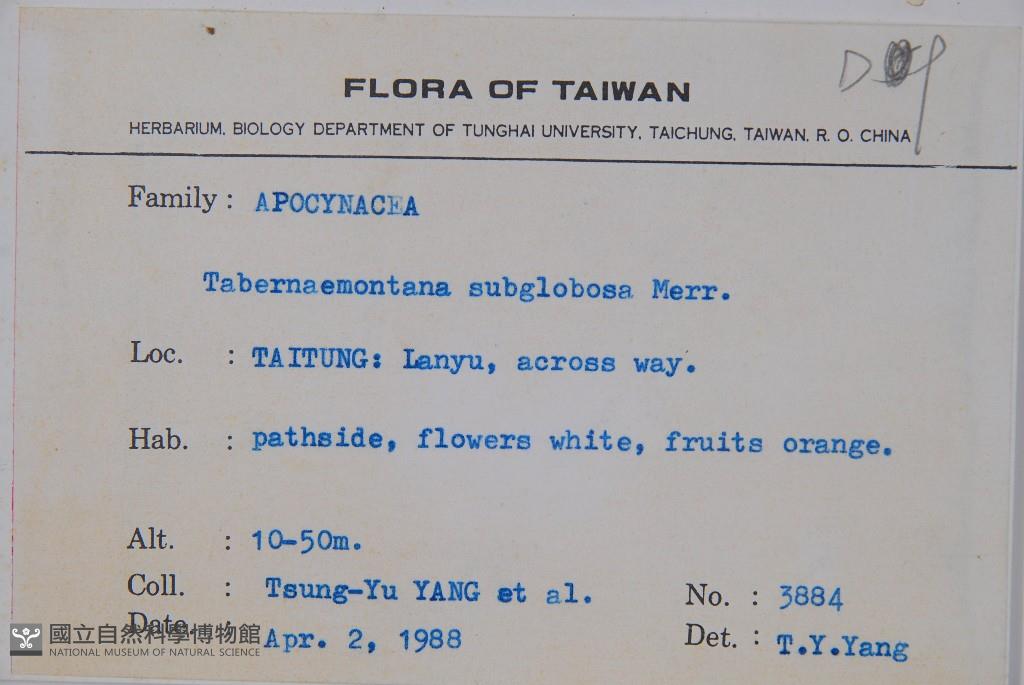 FLORA OF TAIWAN
HERBARIUM, BIOLOGY DEPARTMENT OF TUNGHAI UNIVERSITY, TAICHUNG, TAIWAN, R. O. CHINA
Family : APOCYNACEA
Tabernaemontana subglobosa Merr.
Loc. : TAITUNG: Lanyu, across way.
Hab. : pathside, flowers white, fruits orange.
Alt. : 10-50m.
Coll. : Tsung-Yu YANG et al. No. : 3884
Date. : Apr. 2, 1988 Det. : T.Y.Yang
國立自然科學博物館
NATIONAL MUSEUM OF NATURAL SCIENCE